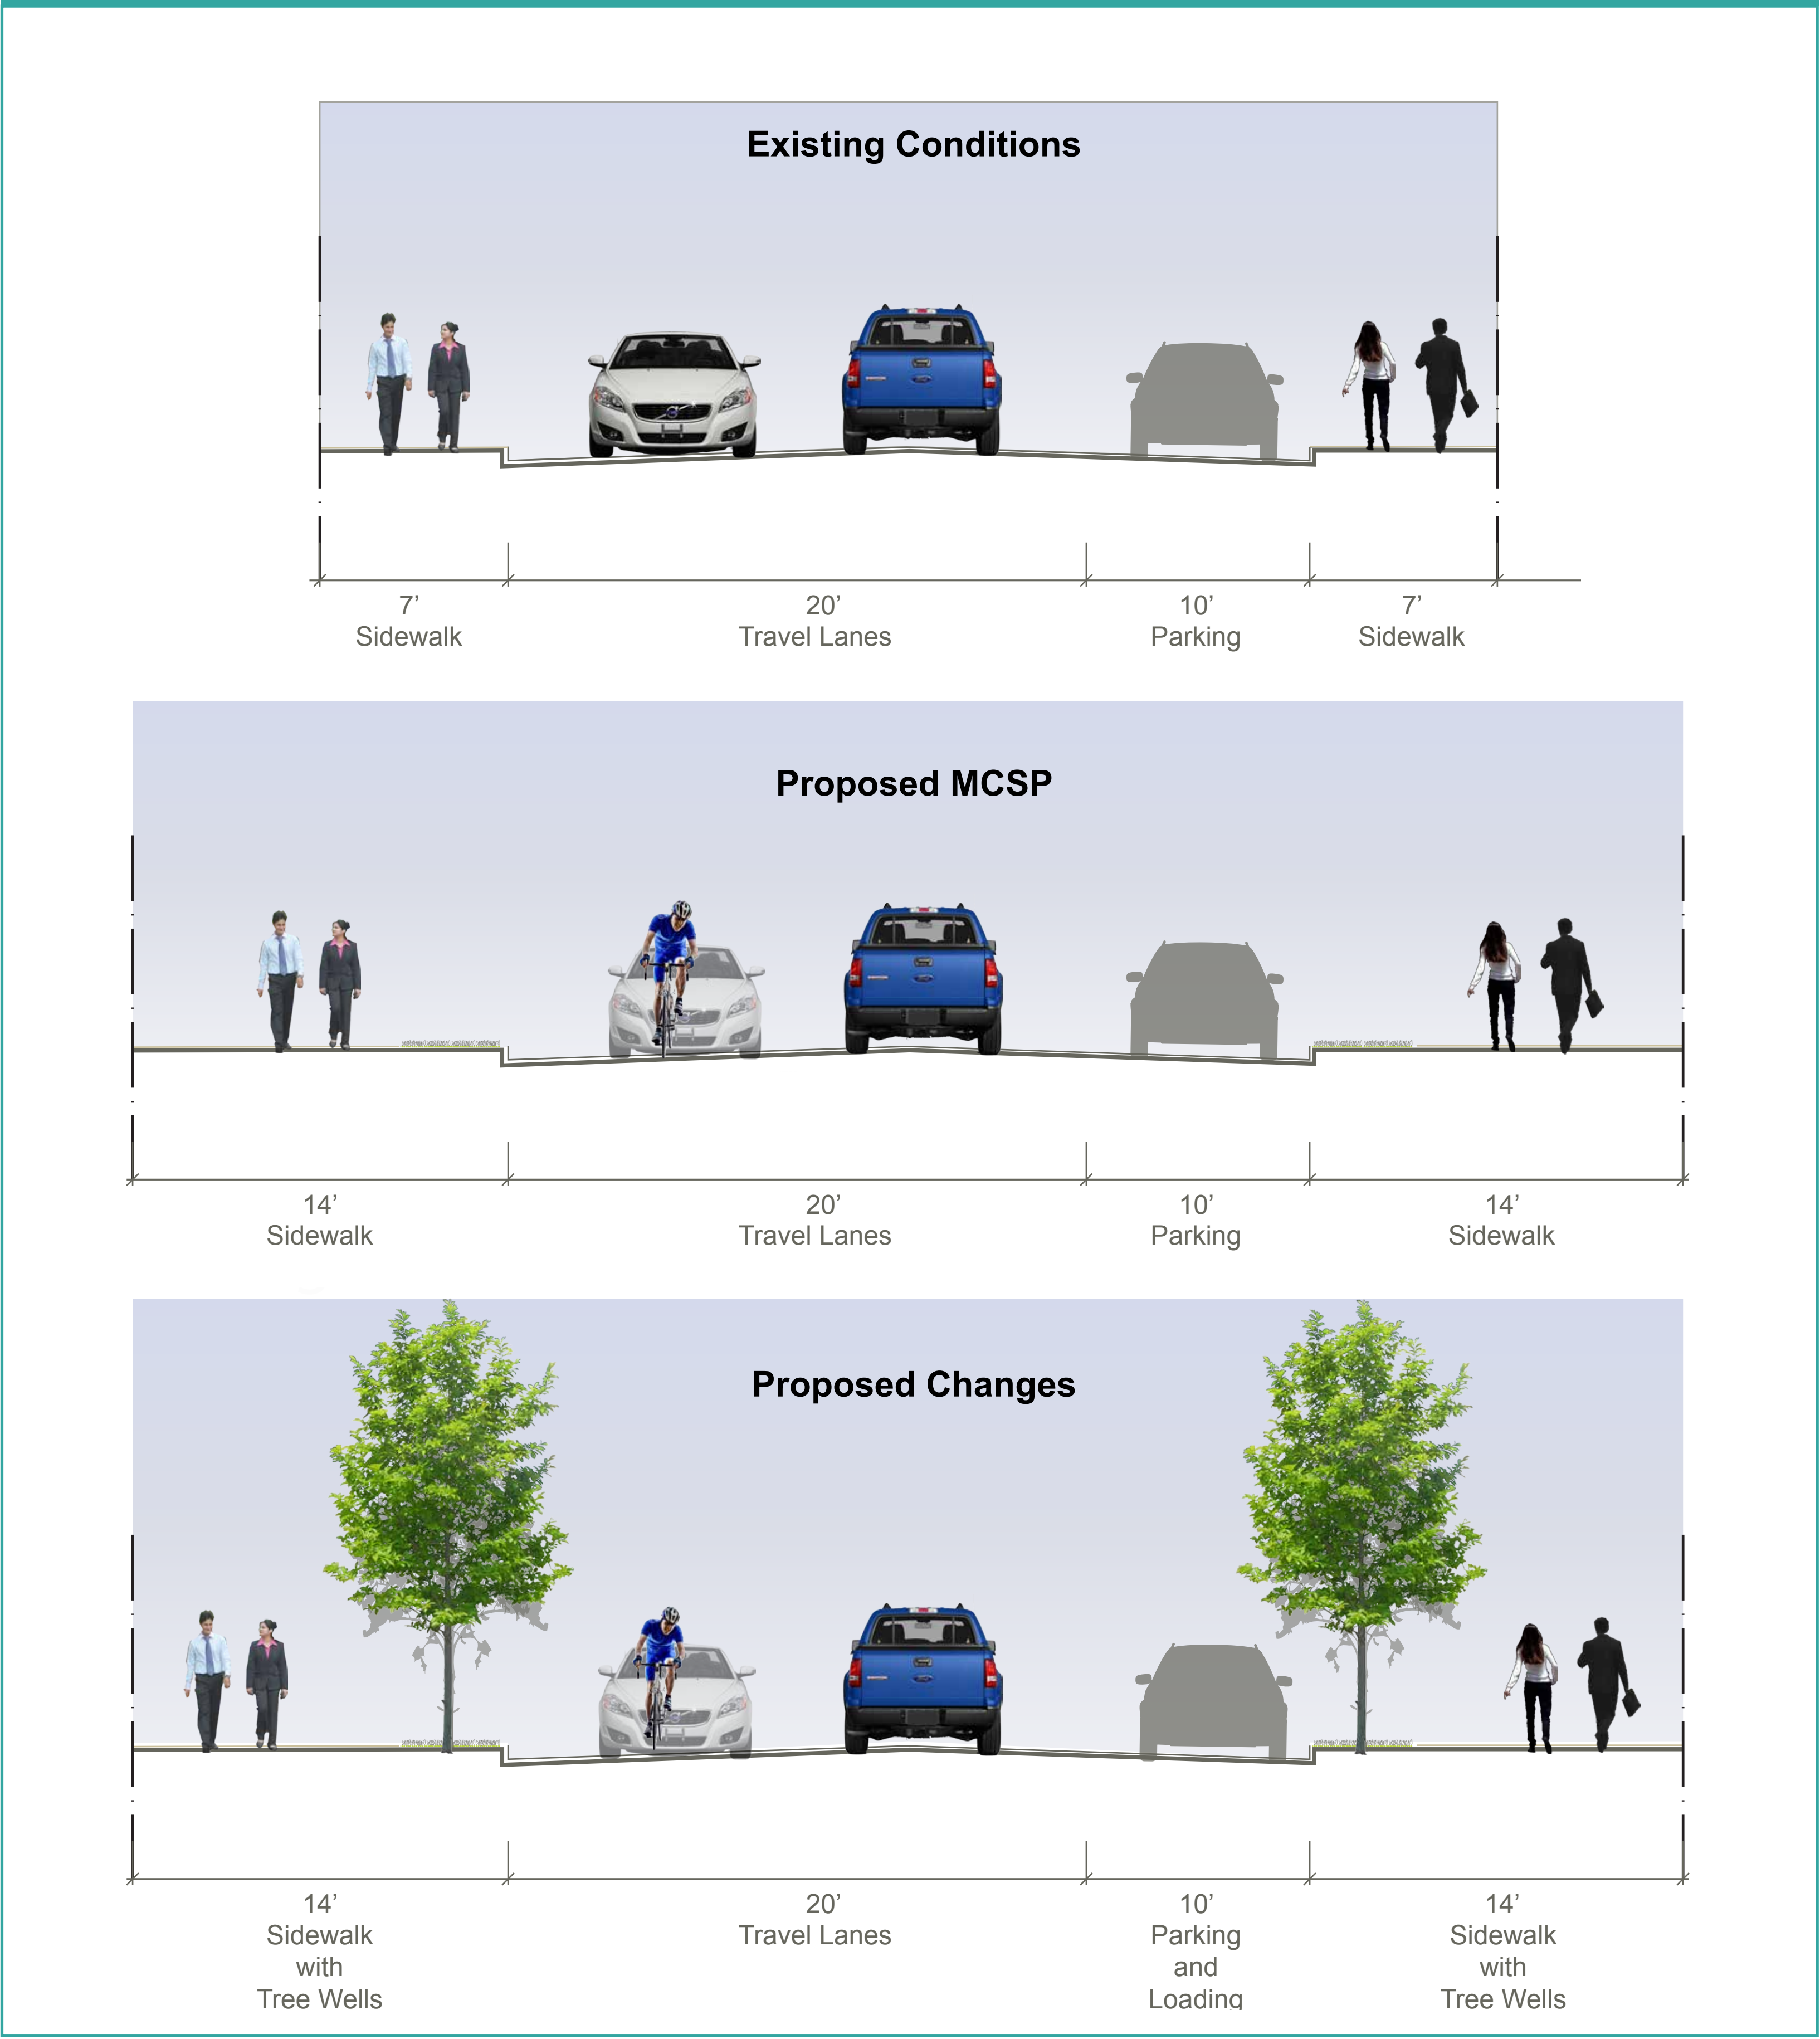 Existing Conditions
7’ 20’ 10’ 7’
Sidewalk Travel Lanes Parking Sidewalk
Proposed MCSP
14’ 20’ 10’ 14’
Sidewalk Travel Lanes Parking Sidewalk
Proposed Changes
14’ 20’ 10’ 14’
Sidewalk Travel Lanes Parking Sidewalk
with and with
Tree Wells Loading Tree Wells